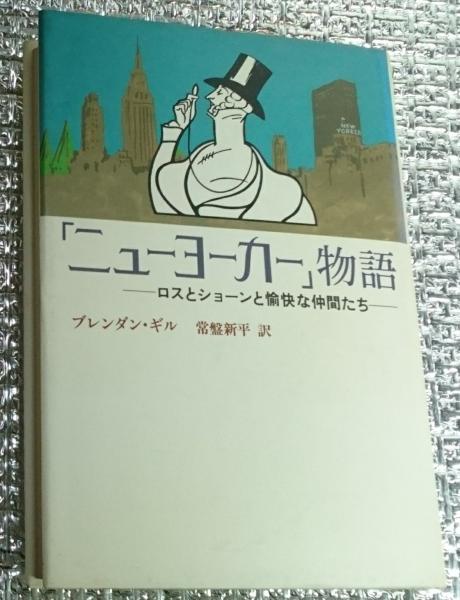 THE
NEW
YORKER
「ニューヨーカー」物語
──ロスとショーンと愉快な仲間たち──
ブレンダン・ギル 常盤新平 訳